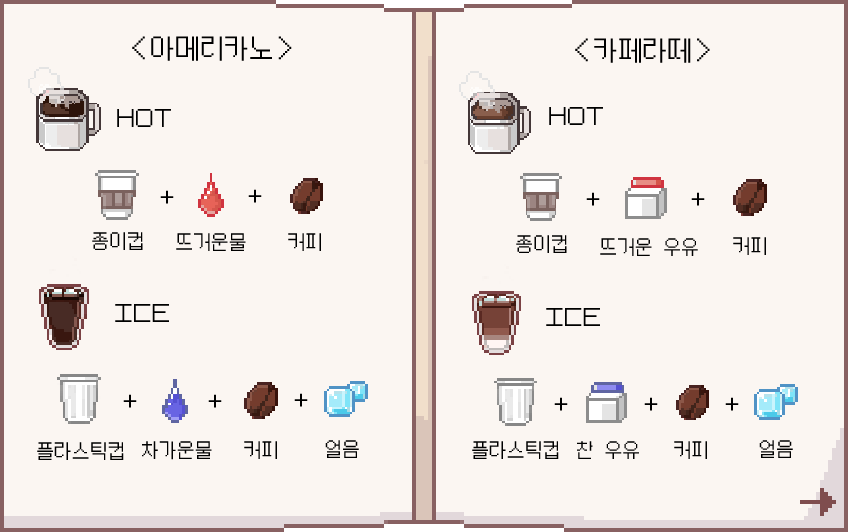 <아메리카노>
HOT
+ +
종이컵 뜨거운물 커피
ICE
+ + +
플라스틱컵 차가운물 커피 얼음
<카페라떼>
HOT
+ +
종이컵 뜨거운 우유 커피
ICE
+ + +
플라스틱컵 찬 우유 커피 얼음